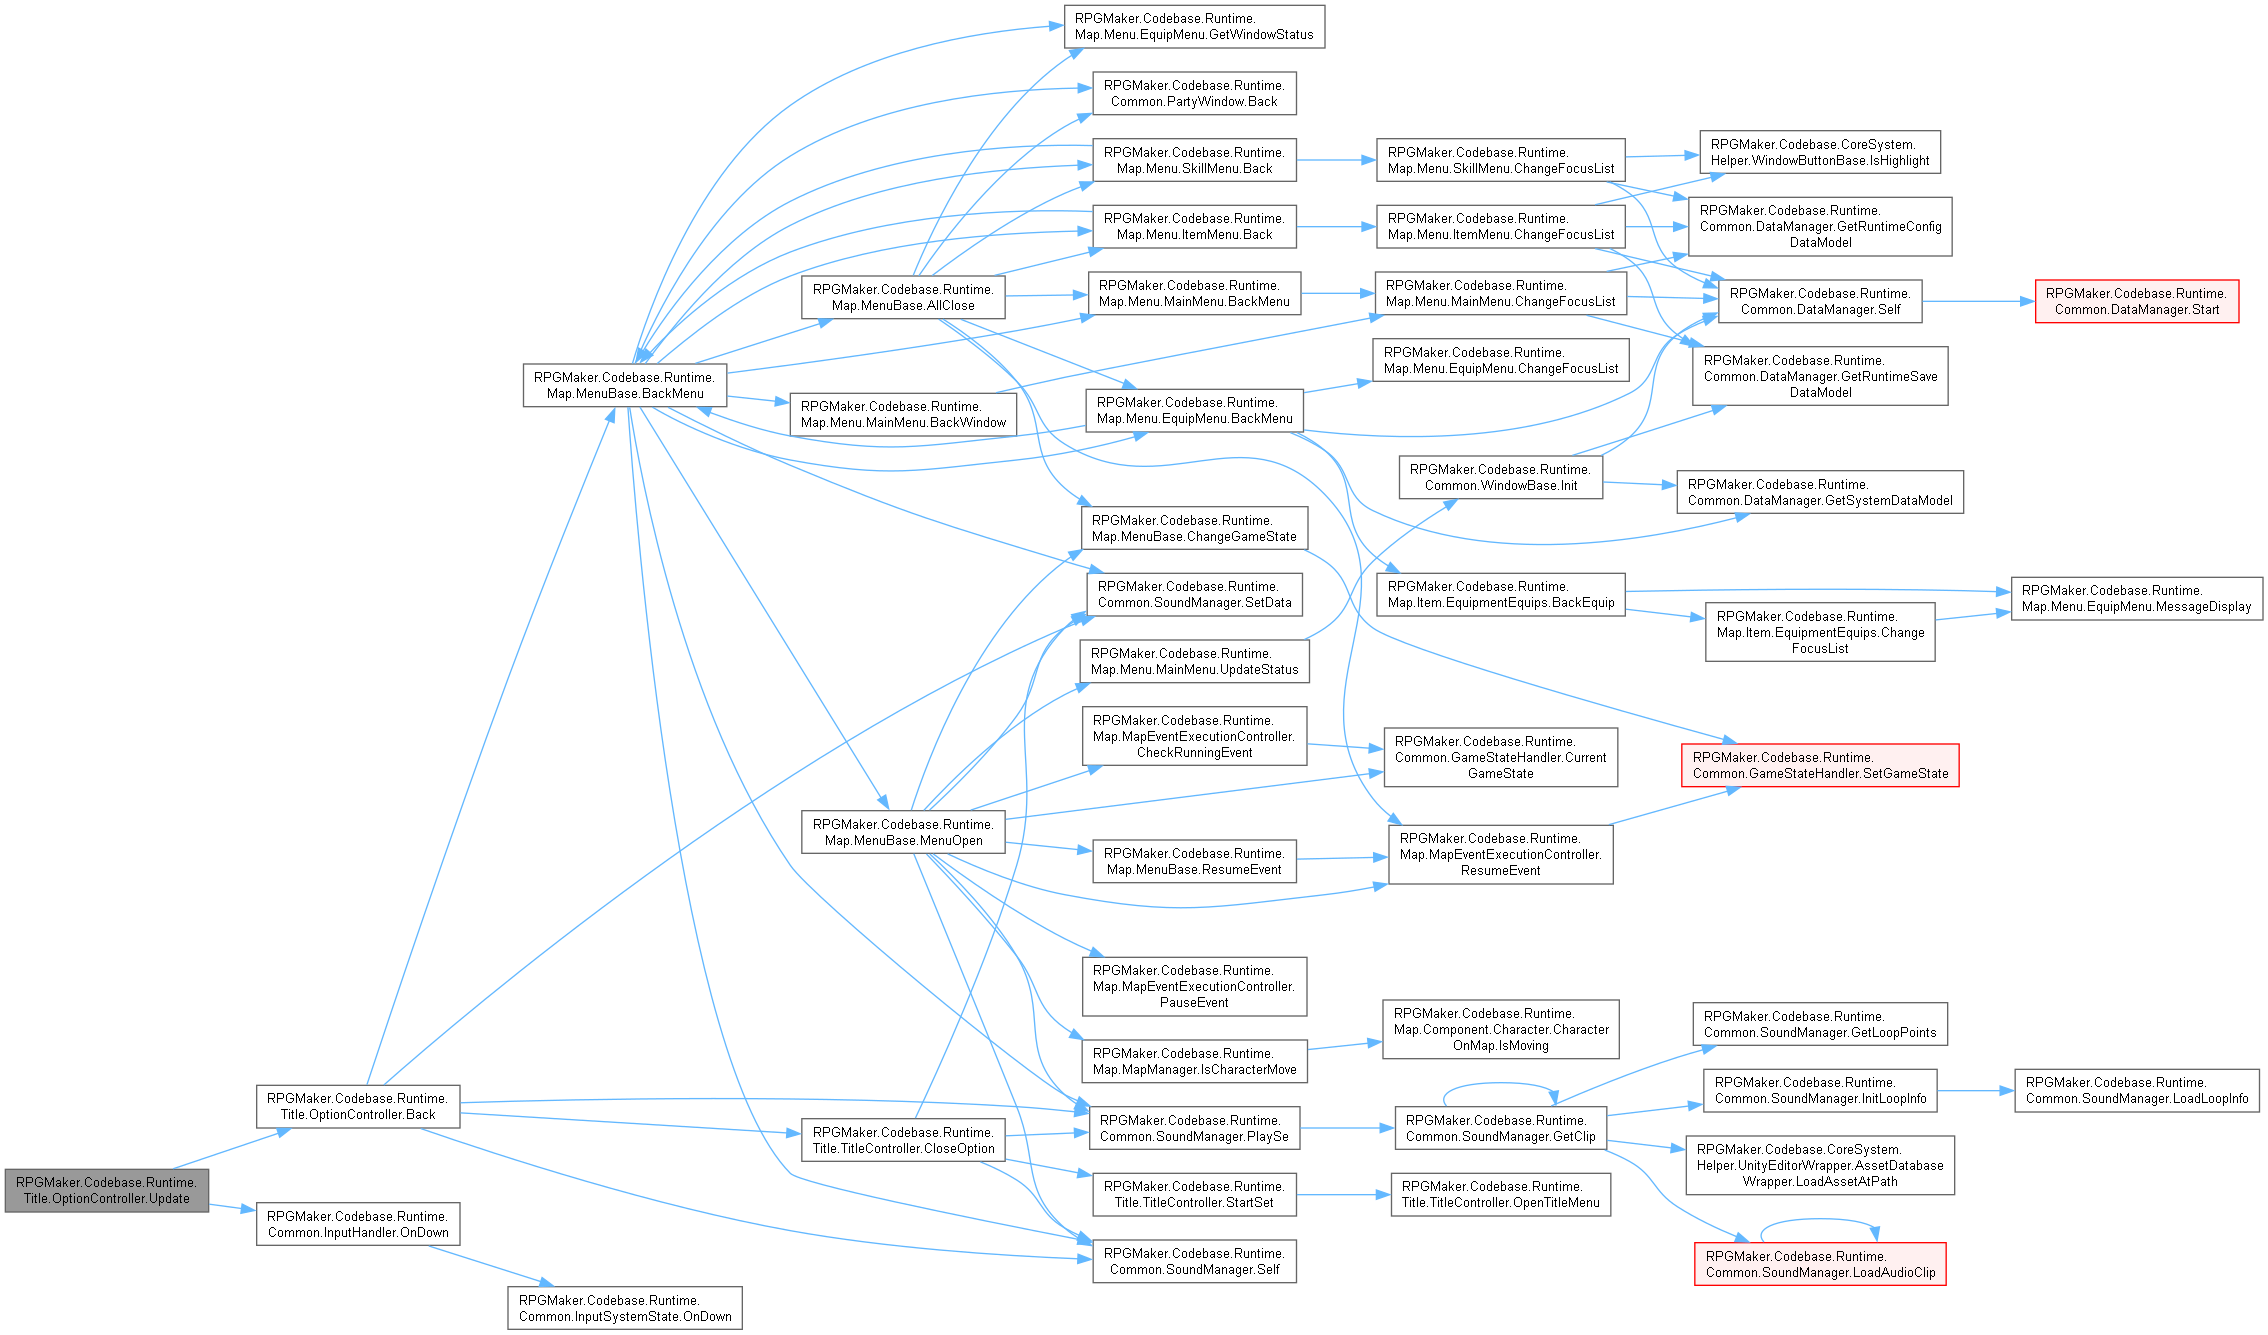 RPGMaker.Codebase.Runtime.
Title.OptionController.Update
RPGMaker.Codebase.Runtime.
Title.OptionController.Back
RPGMaker.Codebase.Runtime.
Common.InputHandler.OnDown
RPGMaker.Codebase.Runtime.
Common.InputSystemState.OnDown
RPGMaker.Codebase.Runtime.
Map.MenuBase.BackMenu
RPGMaker.Codebase.Runtime.
Map.MenuBase.AllClose
RPGMaker.Codebase.Runtime.
Map.Menu.MainMenu.BackWindow
RPGMaker.Codebase.Runtime.
Map.MenuBase.MenuOpen
RPGMaker.Codebase.Runtime.
Title.TitleController.CloseOption
RPGMaker.Codebase.Runtime.
Map.Menu.EquipMenu.GetWindowStatus
RPGMaker.Codebase.Runtime.
Common.PartyWindow.Back
RPGMaker.Codebase.Runtime.
Map.Menu.SkillMenu.Back
RPGMaker.Codebase.Runtime.
Map.Menu.ItemMenu.Back
RPGMaker.Codebase.Runtime.
Map.Menu.MainMenu.BackMenu
RPGMaker.Codebase.Runtime.
Map.Menu.EquipMenu.BackMenu
RPGMaker.Codebase.Runtime.
Map.MenuBase.ChangeGameState
RPGMaker.Codebase.Runtime.
Common.SoundManager.SetData
RPGMaker.Codebase.Runtime.
Map.Menu.MainMenu.UpdateStatus
RPGMaker.Codebase.Runtime.
Map.MapEventExecutionController.
CheckRunningEvent
RPGMaker.Codebase.Runtime.
Map.MenuBase.ResumeEvent
RPGMaker.Codebase.Runtime.
Map.MapEventExecutionController.
PauseEvent
RPGMaker.Codebase.Runtime.
Map.MapManager.IsCharacterMove
RPGMaker.Codebase.Runtime.
Common.SoundManager.PlaySe
RPGMaker.Codebase.Runtime.
Title.TitleController.StartSet
RPGMaker.Codebase.Runtime.
Common.SoundManager.Self
RPGMaker.Codebase.Runtime.
Map.Menu.SkillMenu.ChangeFocusList
RPGMaker.Codebase.Runtime.
Map.Menu.ItemMenu.ChangeFocusList
RPGMaker.Codebase.Runtime.
Map.Menu.MainMenu.ChangeFocusList
RPGMaker.Codebase.Runtime.
Map.Menu.EquipMenu.ChangeFocusList
RPGMaker.Codebase.Runtime.
Common.WindowBase.Init
RPGMaker.Codebase.Runtime.
Map.Item.EquipmentEquips.BackEquip
RPGMaker.Codebase.Runtime.
Common.GameStateHandler.Current
GameState
RPGMaker.Codebase.Runtime.
Map.MapEventExecutionController.
ResumeEvent
RPGMaker.Codebase.Runtime.
Map.Component.Character.Character
OnMap.IsMoving
RPGMaker.Codebase.Runtime.
Common.SoundManager.GetClip
RPGMaker.Codebase.Runtime.
Title.TitleController.OpenTitleMenu
RPGMaker.Codebase.CoreSystem.
Helper.WindowButtonBase.IsHighlight
RPGMaker.Codebase.Runtime.
Common.DataManager.GetRuntimeConfig
DataModel
RPGMaker.Codebase.Runtime.
Common.DataManager.Self
RPGMaker.Codebase.Runtime.
Common.DataManager.GetRuntimeSave
DataModel
RPGMaker.Codebase.Runtime.
Common.DataManager.GetSystemDataModel
RPGMaker.Codebase.Runtime.
Map.Item.EquipmentEquips.Change
FocusList
RPGMaker.Codebase.Runtime.
Common.GameStateHandler.SetGameState
RPGMaker.Codebase.Runtime.
Common.SoundManager.GetLoopPoints
RPGMaker.Codebase.Runtime.
Common.SoundManager.InitLoopInfo
RPGMaker.Codebase.CoreSystem.
Helper.UnityEditorWrapper.AssetDatabase
Wrapper.LoadAssetAtPath
RPGMaker.Codebase.Runtime.
Common.SoundManager.LoadAudioClip
RPGMaker.Codebase.Runtime.
Common.DataManager.Start
RPGMaker.Codebase.Runtime.
Map.Menu.EquipMenu.MessageDisplay
RPGMaker.Codebase.Runtime.
Common.SoundManager.LoadLoopInfo